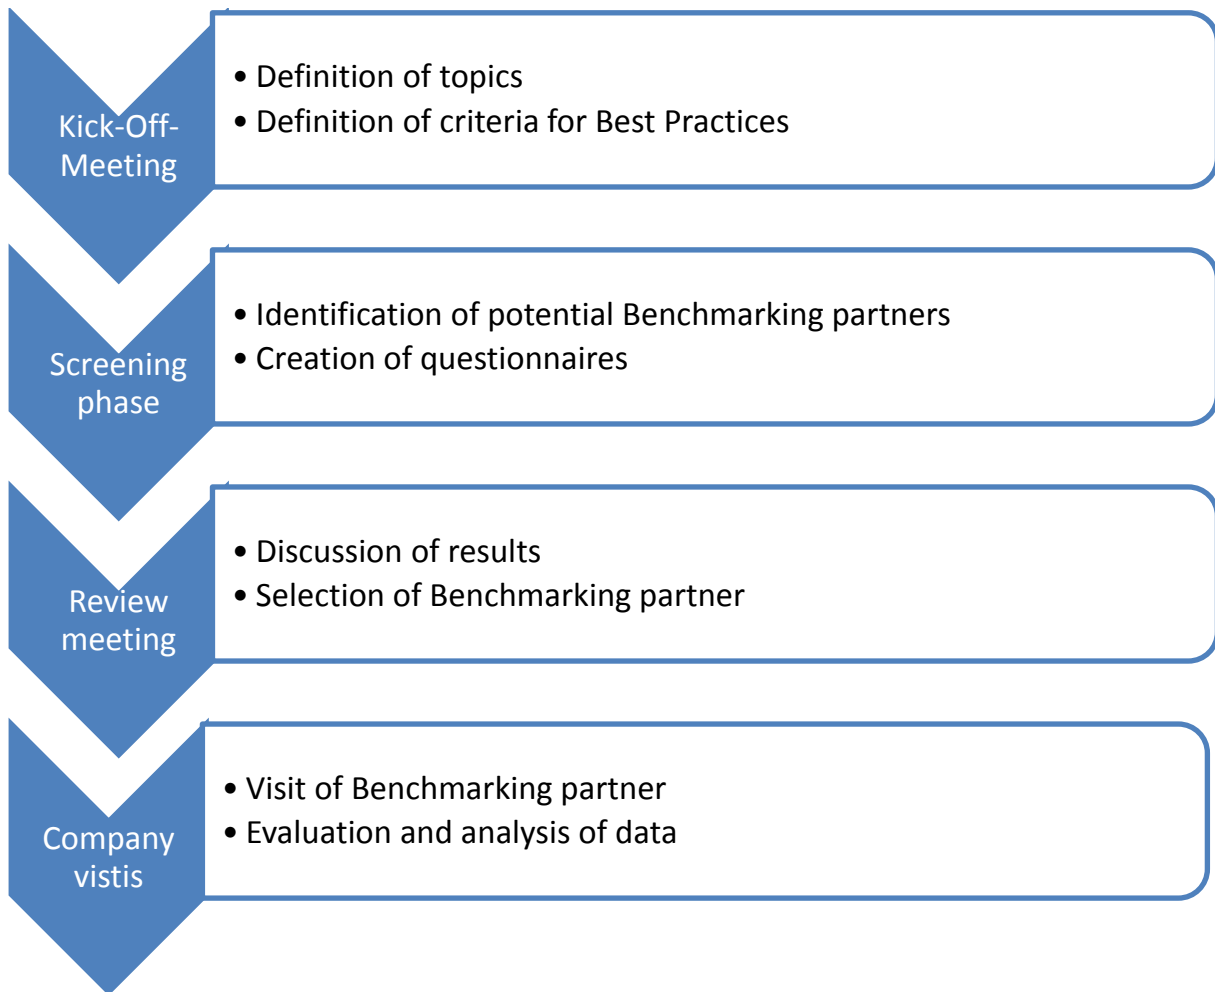 Kick-Off-
Meeting
• Definition of topics
• Definition of criteria for Best Practices
Screening
phase
• Identification of potential Benchmarking partners
• Creation of questionnaires
Review
meeting
• Discussion of results
• Selection of Benchmarking partner
Company
vistis
• Visit of Benchmarking partner
• Evaluation and analysis of data